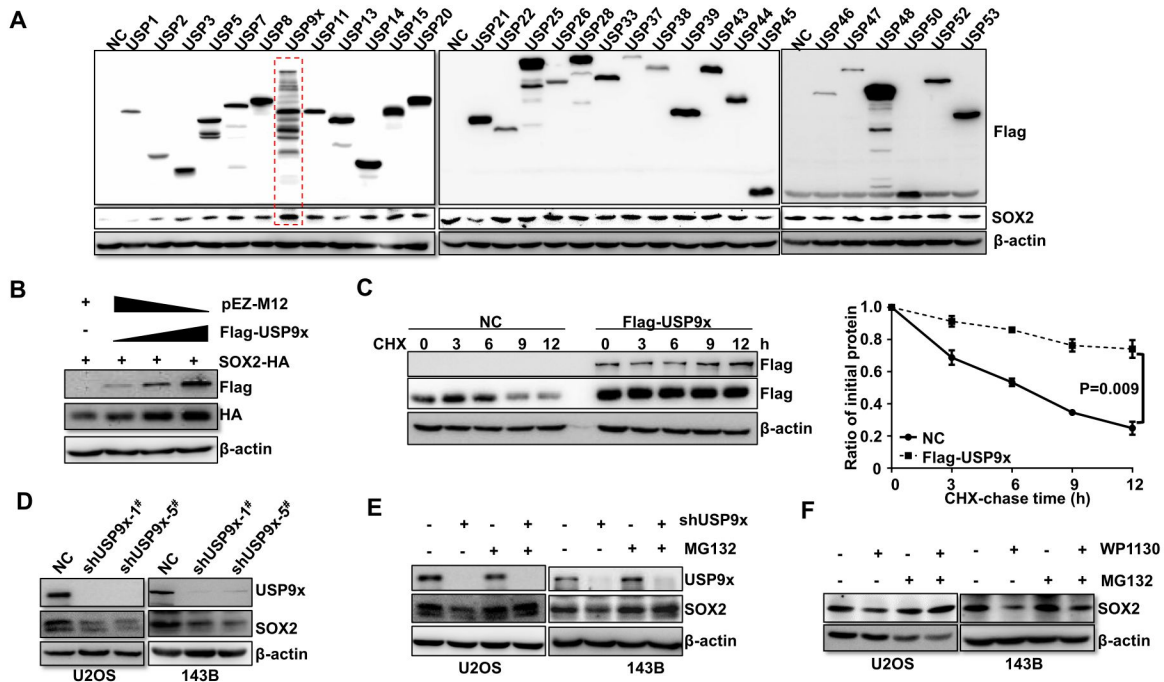 A
NC USP1 USP2 USP3 USP5 USP7 USP8 USP9x USP11 USP13 USP14 USP15 USP20
NC USP21 USP22 USP25 USP26 USP28 USP33 USP37 USP38 USP39 USP43 USP44 USP45
NC USP46 USP47 USP48 USP50 USP52 USP53
Flag
SOX2
β-actin
B
+ pEZ-M12
- Flag-USP9x
+ + + + SOX2-HA
Flag
HA
β-actin
C
NC Flag-USP9x
CHX 0 3 6 9 12 0 3 6 9 12 h
Flag
Flag
β-actin
Ratio of initial protein
1.0
0.8
0.6
0.4
0.2
0
P=0.009
NC
Flag-USP9x
0 3 6 9 12
CHX-chase time (h)
D
NC shUSP9x-1# shUSP9x-5# NC shUSP9x-1# shUSP9x-5#
USP9x
SOX2
β-actin
U2OS 143B
E
- + - + - + - + shUSP9x
- - + + - - + + MG132
USP9x
SOX2
β-actin
U2OS 143B
F
- + - + - + - + WP1130
- - + + - - + + MG132
SOX2
β-actin
U2OS 143B